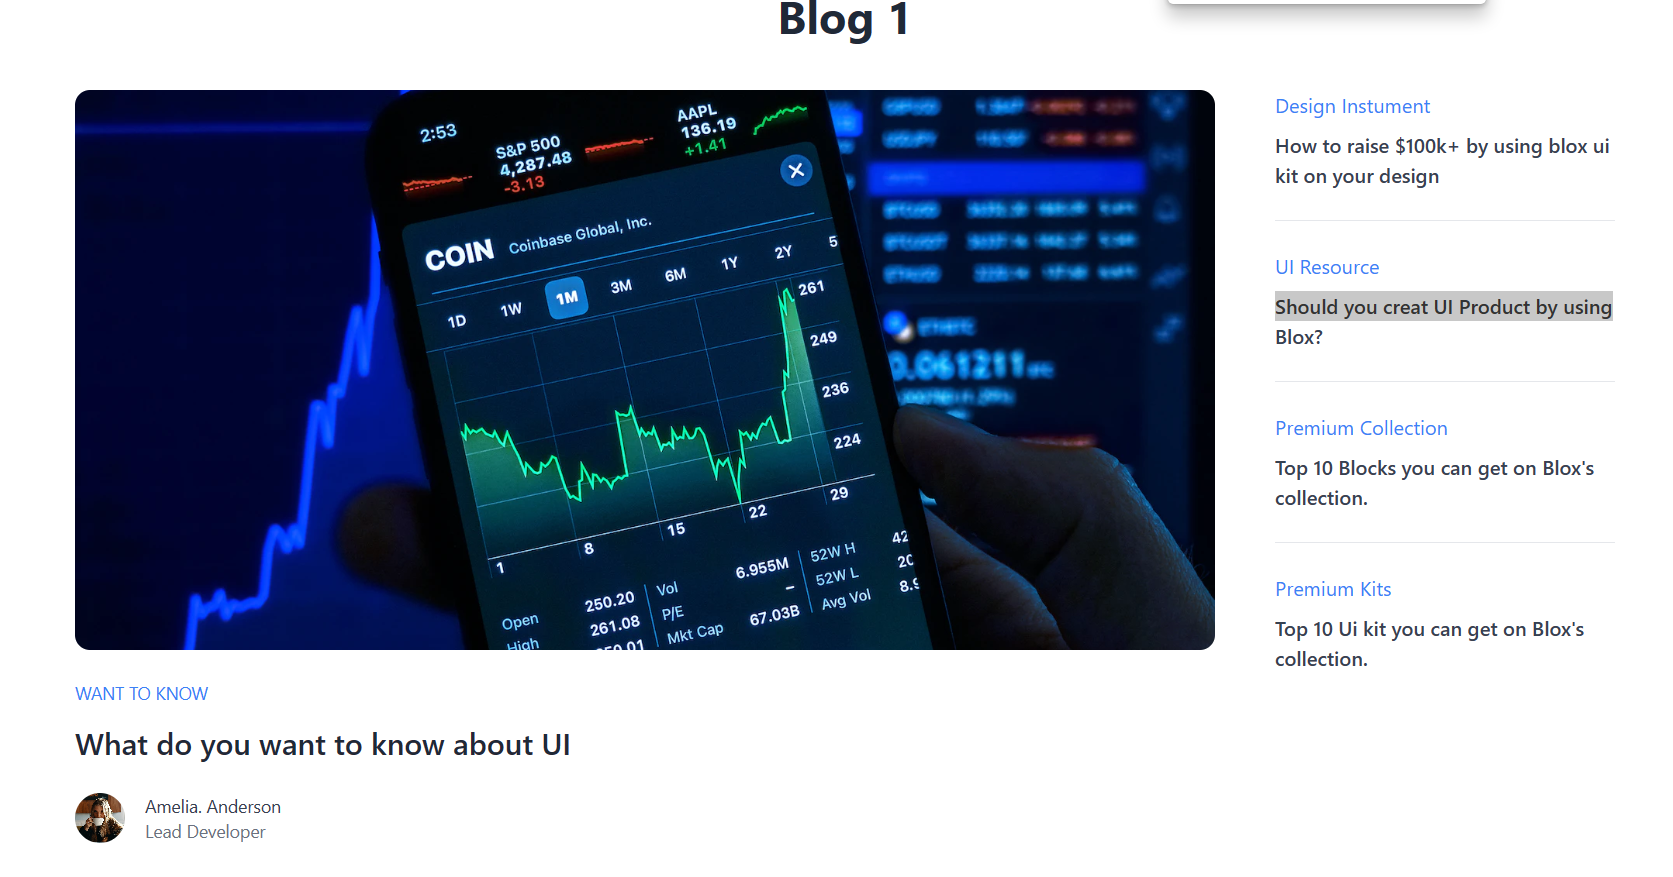 Blog 1
2:53
S&P 500
4,287.48
-3.13
AAPL
136.19
+1.41
COIN Coinbase Global, Inc.
1D 1W 1M 3M 6M 1Y 2Y 5
261
249
236
224
1 8 15 22 29
Open 250.20
High 261.08
Vol 6.955M
P/E –
Mkt Cap 67.03B
52W H 42
52W L 20
Avg Vol 8.9
0.061211
WANT TO KNOW
What do you want to know about UI
Amelia. Anderson
Lead Developer
Design Instument
How to raise $100k+ by using blox ui
kit on your design
UI Resource
Should you creat UI Product by using
Blox?
Premium Collection
Top 10 Blocks you can get on Blox's
collection.
Premium Kits
Top 10 Ui kit you can get on Blox's
collection.